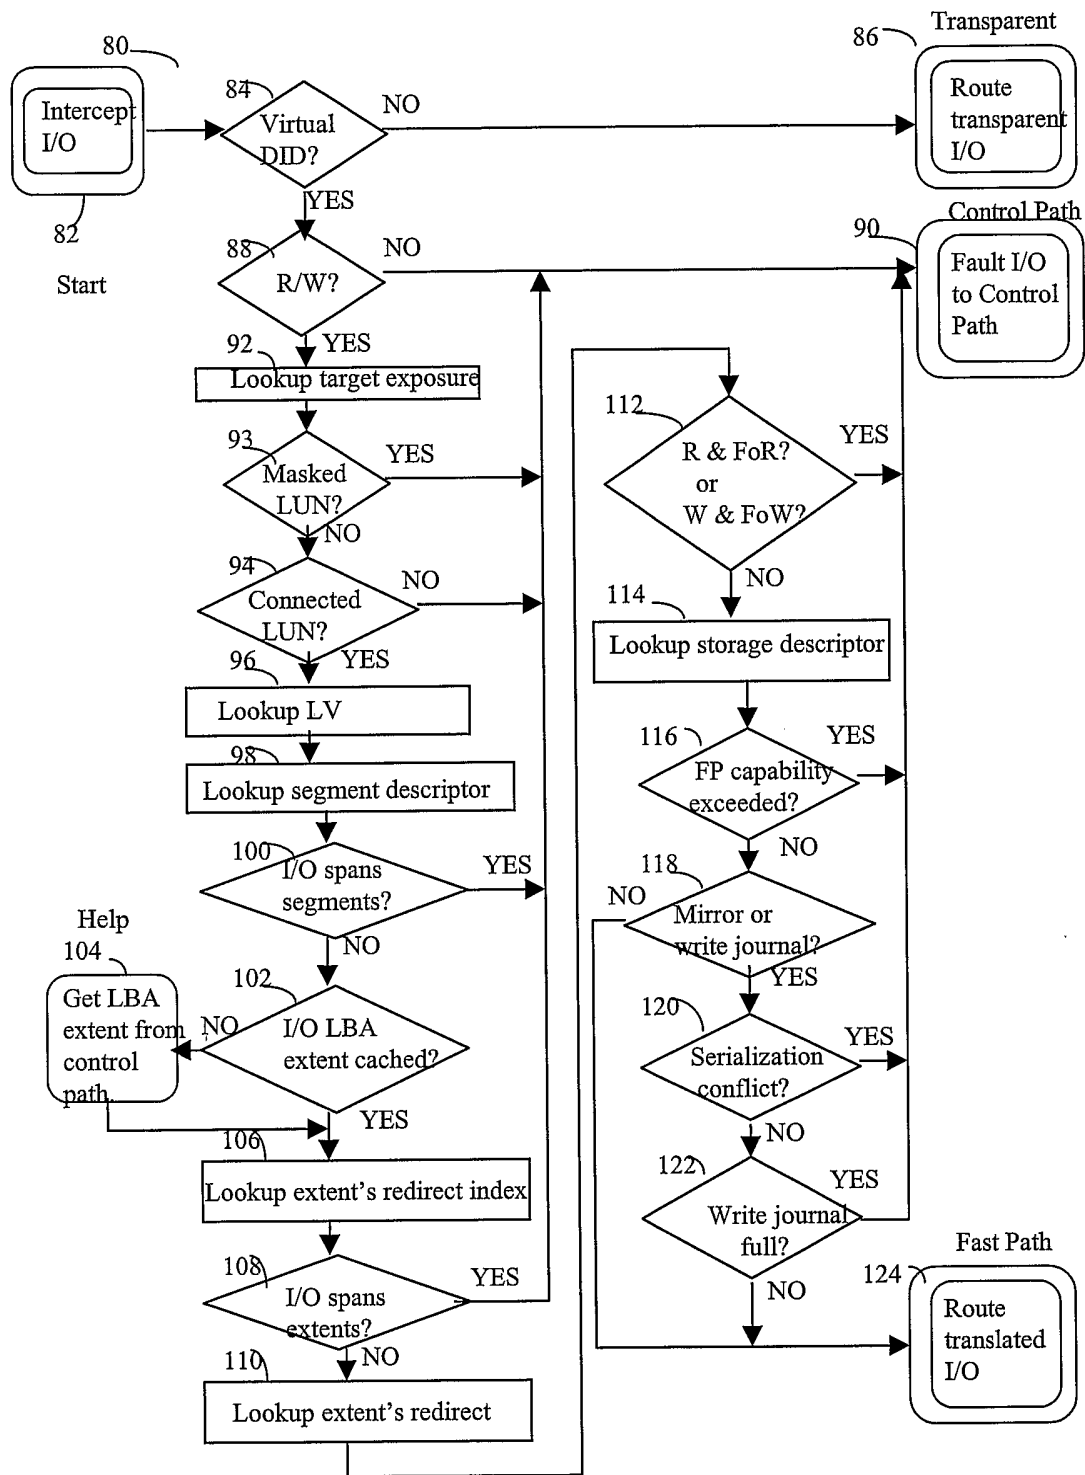 80
Intercept
I/O
82
Start
84
Virtual
DID?
NO
YES
Transparent
86
Route
transparent
I/O
88
R/W?
NO
YES
Control Path
90
Fault I/O
to Control
Path
92
Lookup target exposure
93
Masked
LUN?
YES
NO
94
Connected
LUN?
NO
YES
96
Lookup LV
98
Lookup segment descriptor
100
I/O spans
segments?
YES
NO
Help
104
Get LBA
extent from
control
path.
NO
102
I/O LBA
extent cached?
YES
106
Lookup extent's redirect index
108
I/O spans
extents?
YES
NO
110
Lookup extent's redirect
112
R & FoR?
or
W & FoW?
YES
NO
114
Lookup storage descriptor
116
FP capability
exceeded?
YES
NO
118
NO
Mirror or
write journal?
YES
120
Serialization
conflict?
YES
NO
122
Write journal
full?
YES
NO
Fast Path
124
Route
translated
I/O